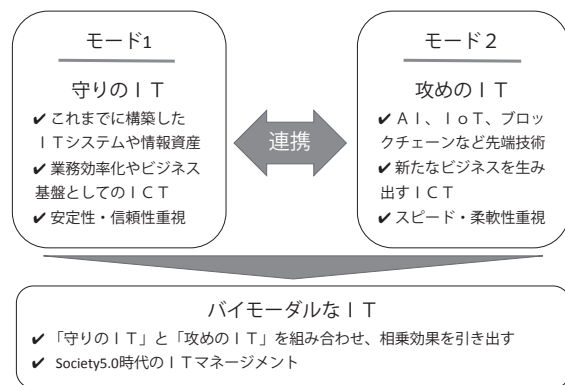 モード1
守りのＩＴ
✔ これまでに構築した
ＩＴシステムや情報資産
✔ 業務効率化やビジネス
基盤としてのＩＣＴ
✔ 安定性・信頼性重視
連携
モード２
攻めのＩＴ
✔ ＡＩ、ＩｏＴ、ブロッ
クチェーンなど先端技術
✔ 新たなビジネスを生み
出すＩＣＴ
✔ スピード・柔軟性重視
バイモーダルなＩＴ
✔ 「守りのＩＴ」と「攻めのＩＴ」を組み合わせ、相乗効果を引き出す
✔ Society5.0時代のＩＴマネージメント